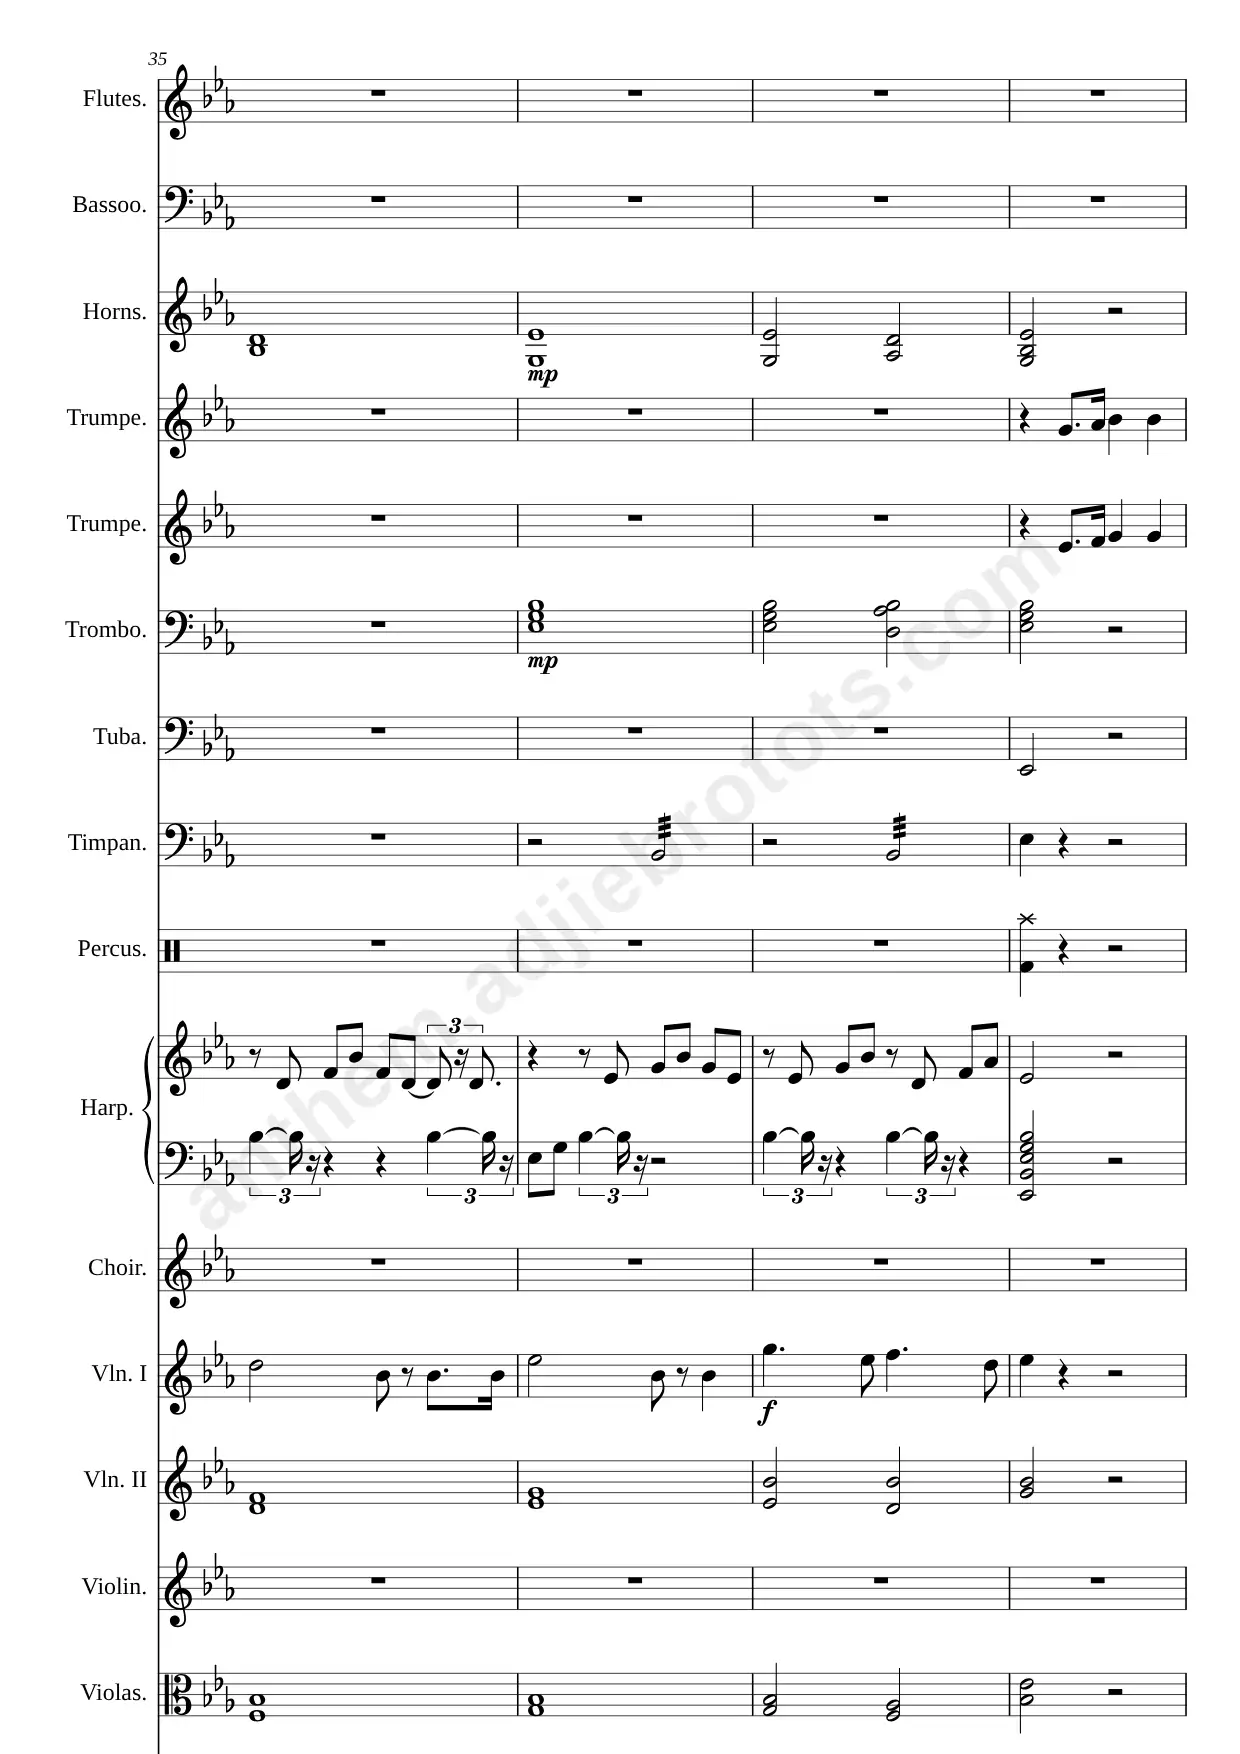 35
Flutes.
Bassoo.
Horns.
mp
Trumpe.
Trumpe.
Trombo.
mp
Tuba.
Timpan.
Percus.
3
Harp.
3 3 3 3 3
Choir.
Vln. I
f
Vln. II
Violin.
Violas.
anthem.adjiebrotots.com